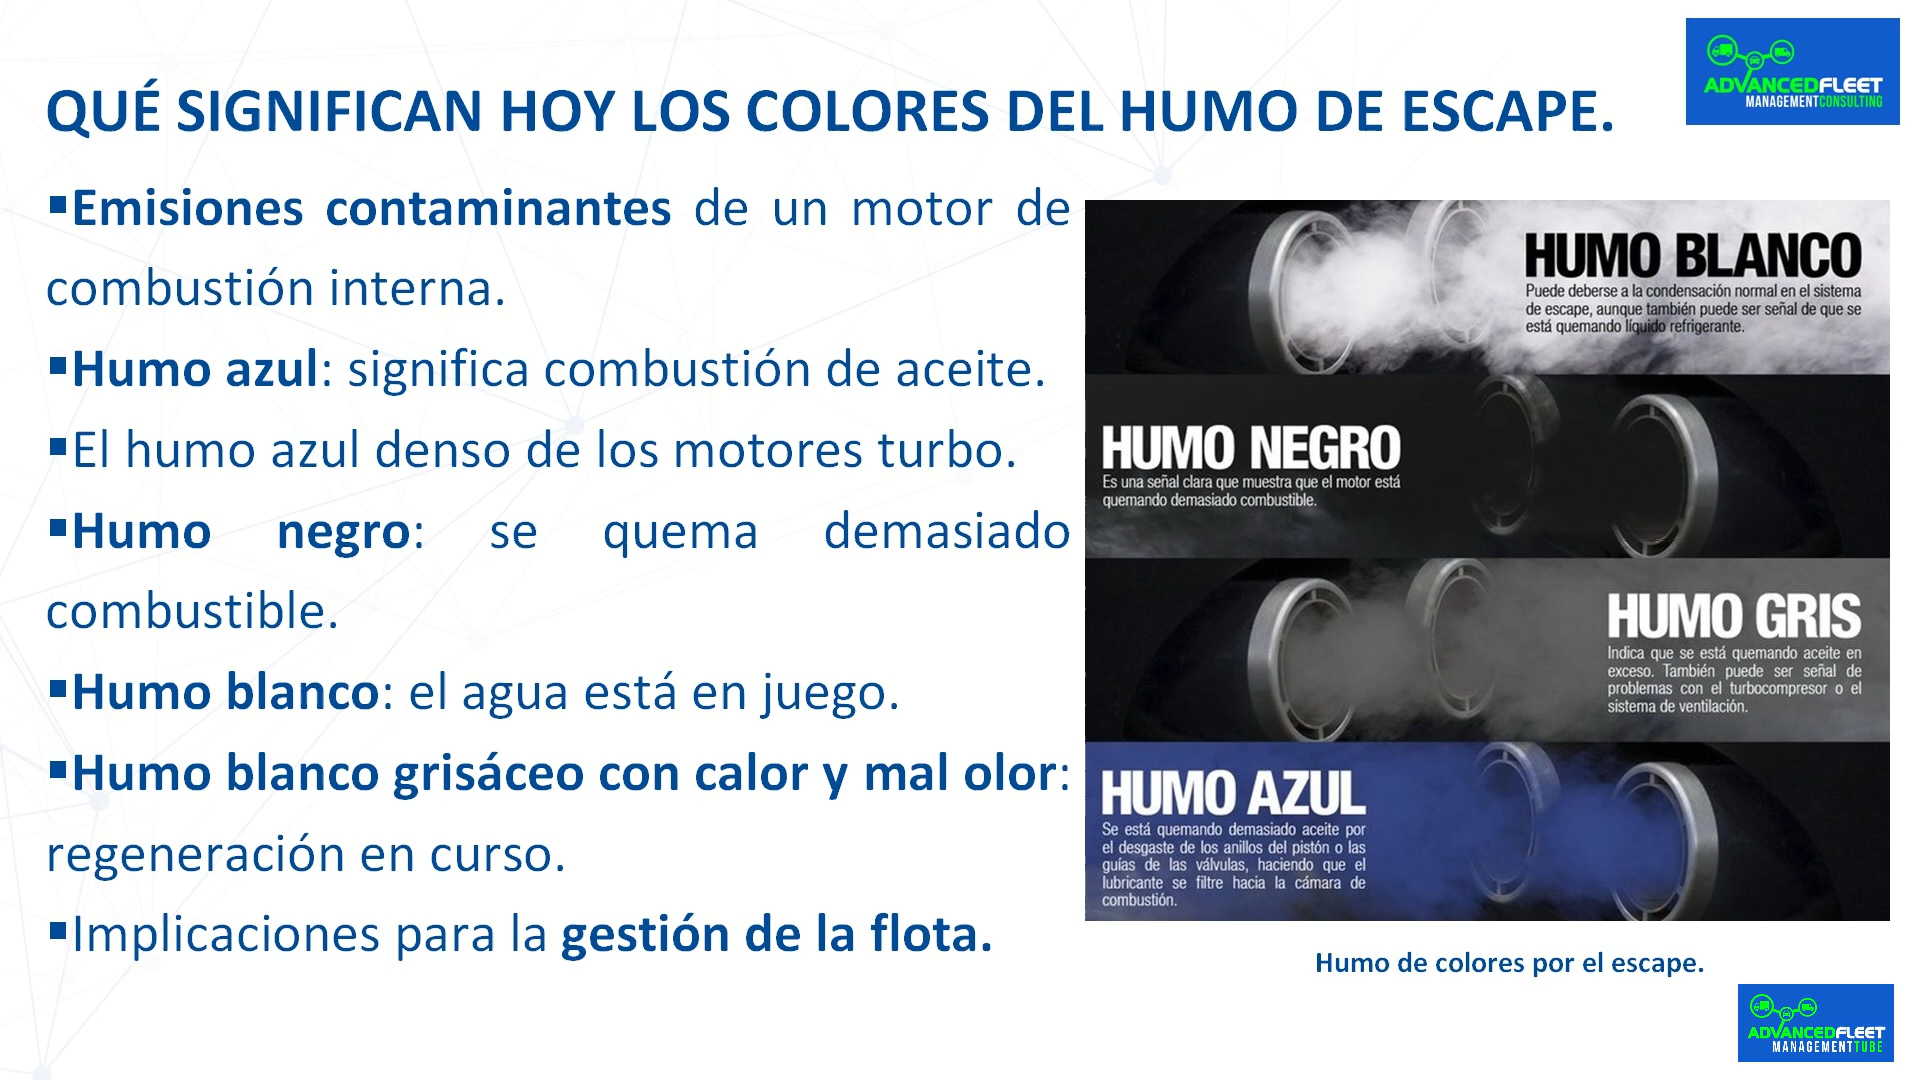 QUÉ SIGNIFICAN HOY LOS COLORES DEL HUMO DE ESCAPE.
ADVANCEDFLEET
MANAGEMENTCONSULTING
▪Emisiones contaminantes de un motor de
combustión interna.
▪Humo azul: significa combustión de aceite.
▪El humo azul denso de los motores turbo.
▪Humo negro: se quema demasiado
combustible.
▪Humo blanco: el agua está en juego.
▪Humo blanco grisáceo con calor y mal olor:
regeneración en curso.
▪Implicaciones para la gestión de la flota.
HUMO BLANCO
Puede deberse a la condensación normal en el sistema
de escape, aunque también puede ser señal de que se
está quemando líquido refrigerante.
HUMO NEGRO
Es una señal clara que muestra que el motor está
quemando demasiado combustible.
HUMO GRIS
Indica que se está quemando aceite en
exceso. También puede ser señal de
problemas con el turbocompresor o el
sistema de ventilación.
HUMO AZUL
Se está quemando demasiado aceite por
el desgaste de los anillos del pistón o las
guías de las válvulas, haciendo que el
lubricante se filtre hacia la cámara de
combustión.
Humo de colores por el escape.
ADVANCEDFLEET
MANAGEMENTTUBE